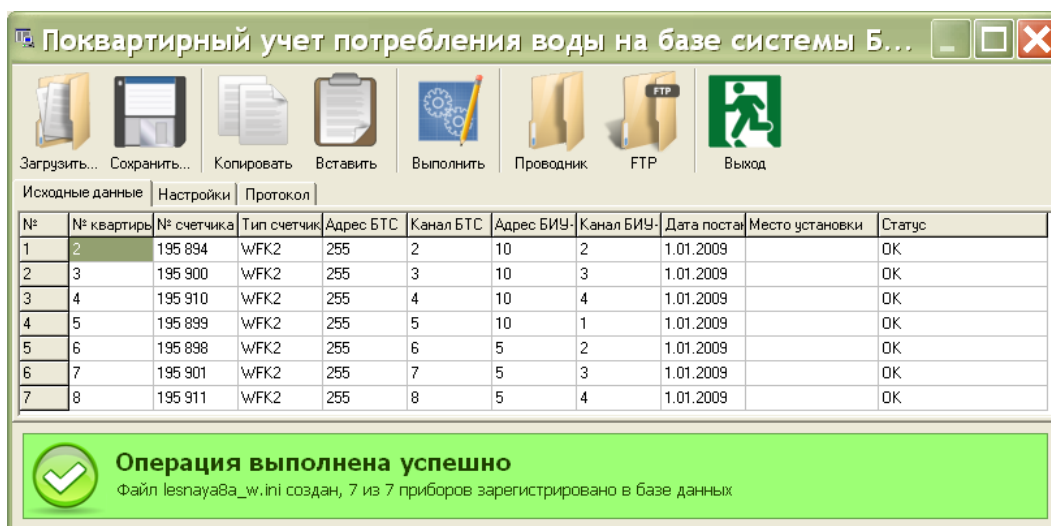 Поквартирный учет потребления воды на базе системы Б...
FTP
Загрузить... Сохранить... Копировать Вставить Выполнить Проводник FTP Выход
Исходные данные Настройки Протокол
№ № квартиры № счетчика Тип счетчик Адрес БТС Канал БТС Адрес БИУ- Канал БИУ- Дата постан Место установки Статус
1 2 195 894 WFK2 255 2 10 2 1.01.2009 OK
2 3 195 900 WFK2 255 3 10 3 1.01.2009 OK
3 4 195 910 WFK2 255 4 10 4 1.01.2009 OK
4 5 195 899 WFK2 255 5 10 1 1.01.2009 OK
5 6 195 898 WFK2 255 6 5 2 1.01.2009 OK
6 7 195 901 WFK2 255 7 5 3 1.01.2009 OK
7 8 195 911 WFK2 255 8 5 4 1.01.2009 OK
Операция выполнена успешно
Файл lesnaya8a_w.ini создан, 7 из 7 приборов зарегистрировано в базе данных